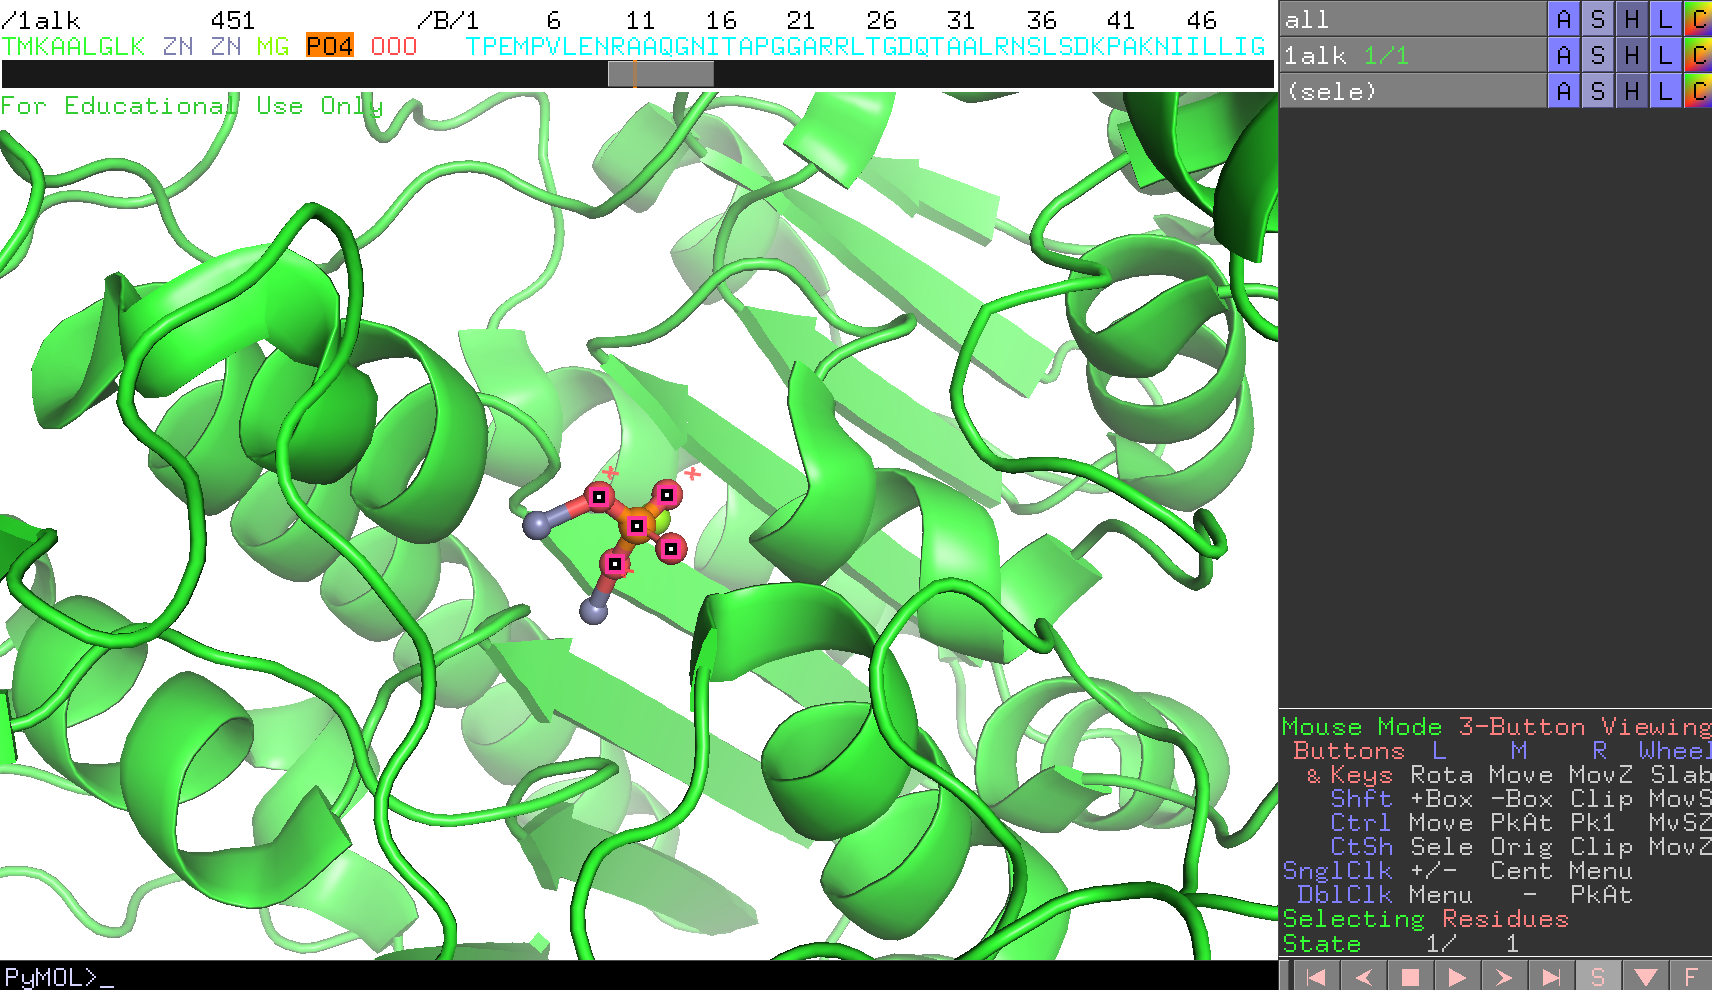 /1alk 451 /B/1 6 11 16 21 26 31 36 41 46
TMKAALGLK ZN ZN MG PO4 OOO TPEMPVLENRAAQGNITAPGGARRLTGDQTAALRNSLSDKPAKNIILLIG
For Educational Use Only
all A S H L C
1alk 1/1 A S H L C
(sele) A S H L C
Mouse Mode 3-Button Viewing
Buttons L M R Wheel
& Keys Rota Move MovZ Slab
Shft +Box -Box Clip MovS
Ctrl Move PkAt Pk1 MvSZ
CtSh Sele Orig Clip MovZ
SnglClk +/- Cent Menu
DblClk Menu - PkAt
Selecting Residues
State 1/ 1
PyMOL>_
S F